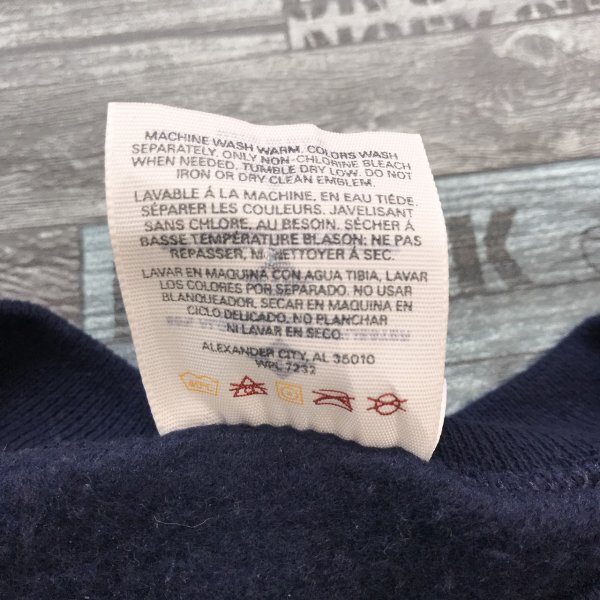 MACHINE WASH WARM. COLORS WASH
SEPARATELY. ONLY NON-CHLORINE BLEACH
WHEN NEEDED. TUMBLE DRY LOW. DO NOT
IRON OR DRY CLEAN EMBLEM.
LAVABLE Á LA MACHINE, EN EAU TIÉDE.
SÉPARER LES COULEURS. JAVELISANT
SANS CHLORE, AU BESOIN. SÉCHER Á
BASSE TEMPÉRATURE BLASON: NE PAS
REPASSER, NI NETTOYER Á SEC.
LAVAR EN MAQUINA CON AGUA TIBIA, LAVAR
LOS COLORES POR SEPARADO. NO USAR
BLANQUEADOR, SECAR EN MAQUINA EN
CICLO DELICADO. NO PLANCHAR
NI LAVAR EN SECO.
ALEXANDER CITY, AL 35010
WPL 7232